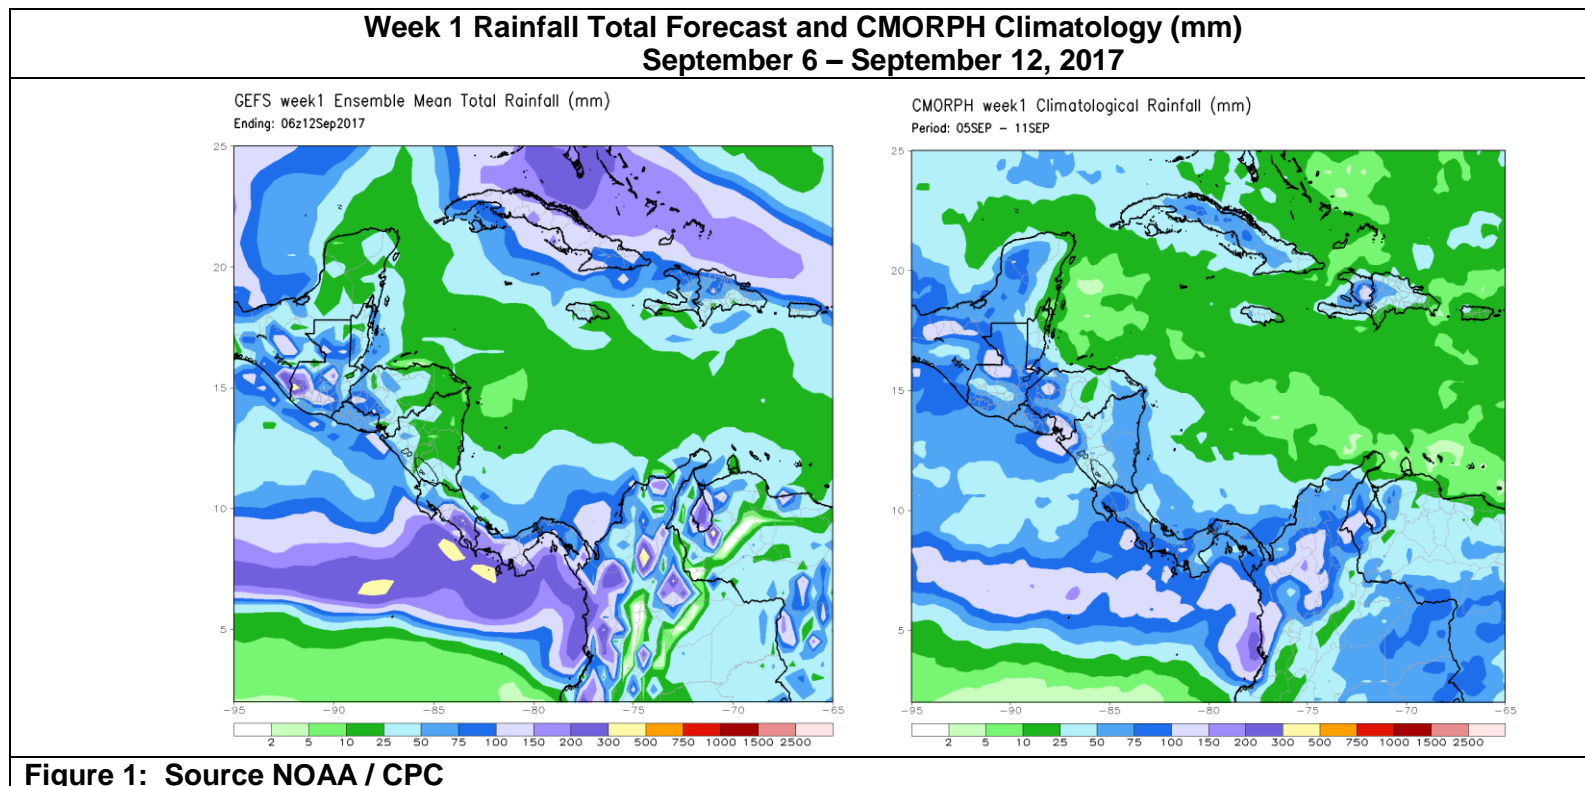 Week 1 Rainfall Total Forecast and CMORPH Climatology (mm)
September 6 – September 12, 2017
GEFS week1 Ensemble Mean Total Rainfall (mm)
Ending: 06z12Sep2017
25
20
15
10
5
-95 -90 -85 -80 -75 -70 -65
2 5 10 25 50 75 100 150 200 300 500 750 1000 1500 2500
CMORPH week1 Climatological Rainfall (mm)
Period: 05SEP - 11SEP
25
20
15
10
5
-95 -90 -85 -80 -75 -70 -65
2 5 10 25 50 75 100 150 200 300 500 750 1000 1500 2500
Figure 1: Source NOAA / CPC